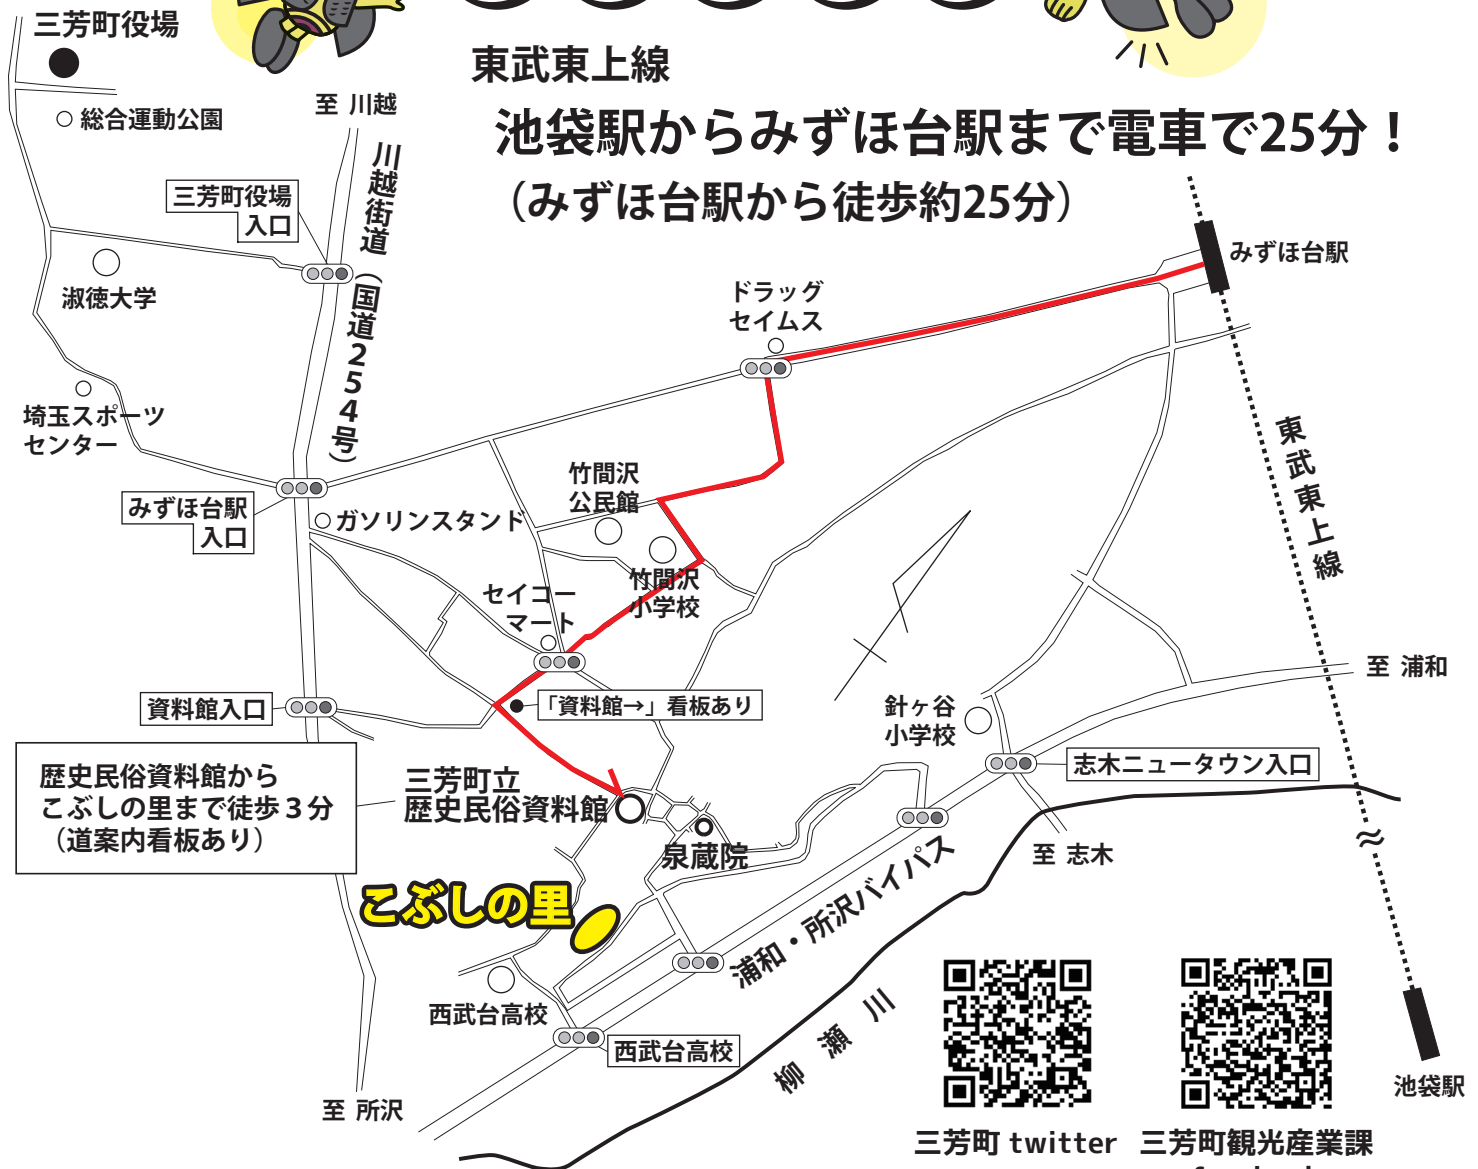 三芳町役場
東武東上線
池袋駅からみずほ台駅まで電車で25分！
（みずほ台駅から徒歩約25分）
総合運動公園
至 川越
川越街道（国道254号）
三芳町役場
入口
淑徳大学
みずほ台駅
ドラッグ
セイムス
埼玉スポーツ
センター
東武東上線
竹間沢
公民館
みずほ台駅
入口
ガソリンスタンド
竹間沢
小学校
セイコー
マート
至 浦和
資料館入口
「資料館→」看板あり
針ヶ谷
小学校
志木ニュータウン入口
歴史民俗資料館から
こぶしの里まで徒歩３分
（道案内看板あり）
三芳町立
歴史民俗資料館
泉蔵院
至 志木
こぶしの里
浦和・所沢バイパス
西武台高校
西武台高校
柳瀬川
池袋駅
至 所沢
三芳町 twitter
三芳町観光産業課